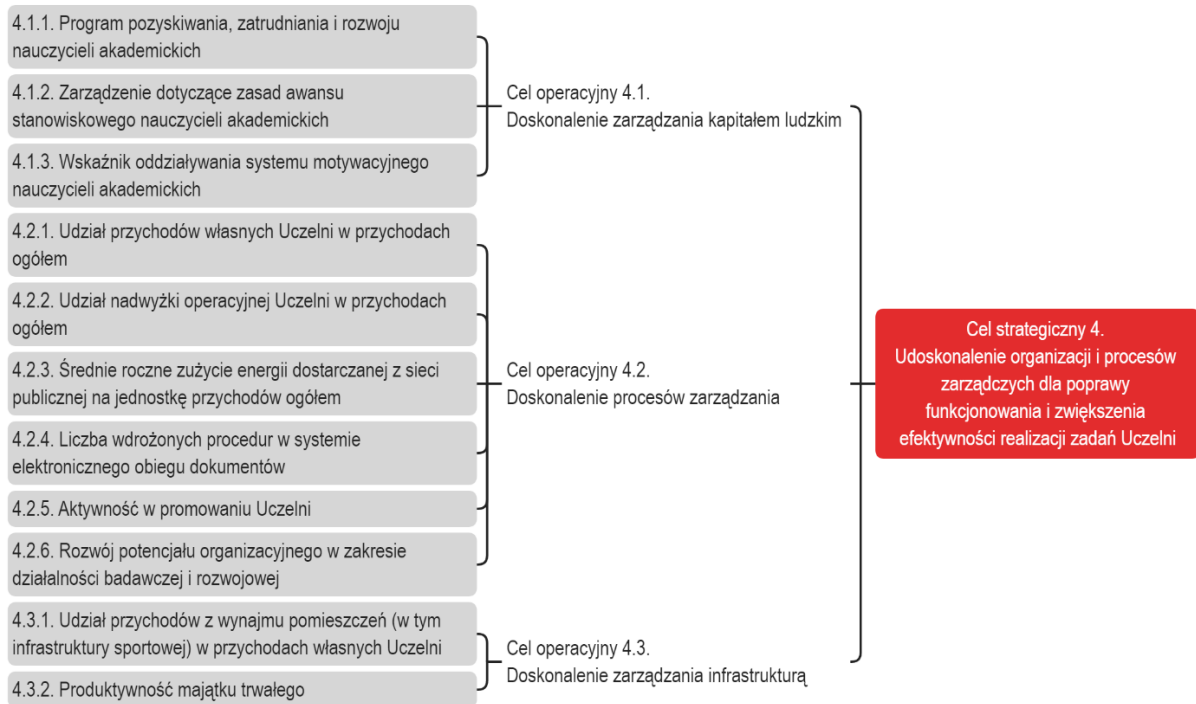 4.1.1. Program pozyskiwania, zatrudniania i rozwoju
nauczycieli akademickich
4.1.2. Zarządzenie dotyczące zasad awansu
stanowiskowego nauczycieli akademickich
4.1.3. Wskaźnik oddziaływania systemu motywacyjnego
nauczycieli akademickich
Cel operacyjny 4.1.
Doskonalenie zarządzania kapitałem ludzkim
4.2.1. Udział przychodów własnych Uczelni w przychodach
ogółem
4.2.2. Udział nadwyżki operacyjnej Uczelni w przychodach
ogółem
4.2.3. Średnie roczne zużycie energii dostarczanej z sieci
publicznej na jednostkę przychodów ogółem
4.2.4. Liczba wdrożonych procedur w systemie
elektronicznego obiegu dokumentów
4.2.5. Aktywność w promowaniu Uczelni
4.2.6. Rozwój potencjału organizacyjnego w zakresie
działalności badawczej i rozwojowej
Cel operacyjny 4.2.
Doskonalenie procesów zarządzania
4.3.1. Udział przychodów z wynajmu pomieszczeń (w tym
infrastruktury sportowej) w przychodach własnych Uczelni
4.3.2. Produktywność majątku trwałego
Cel operacyjny 4.3.
Doskonalenie zarządzania infrastrukturą
Cel strategiczny 4.
Udoskonalenie organizacji i procesów
zarządczych dla poprawy
funkcjonowania i zwiększenia
efektywności realizacji zadań Uczelni